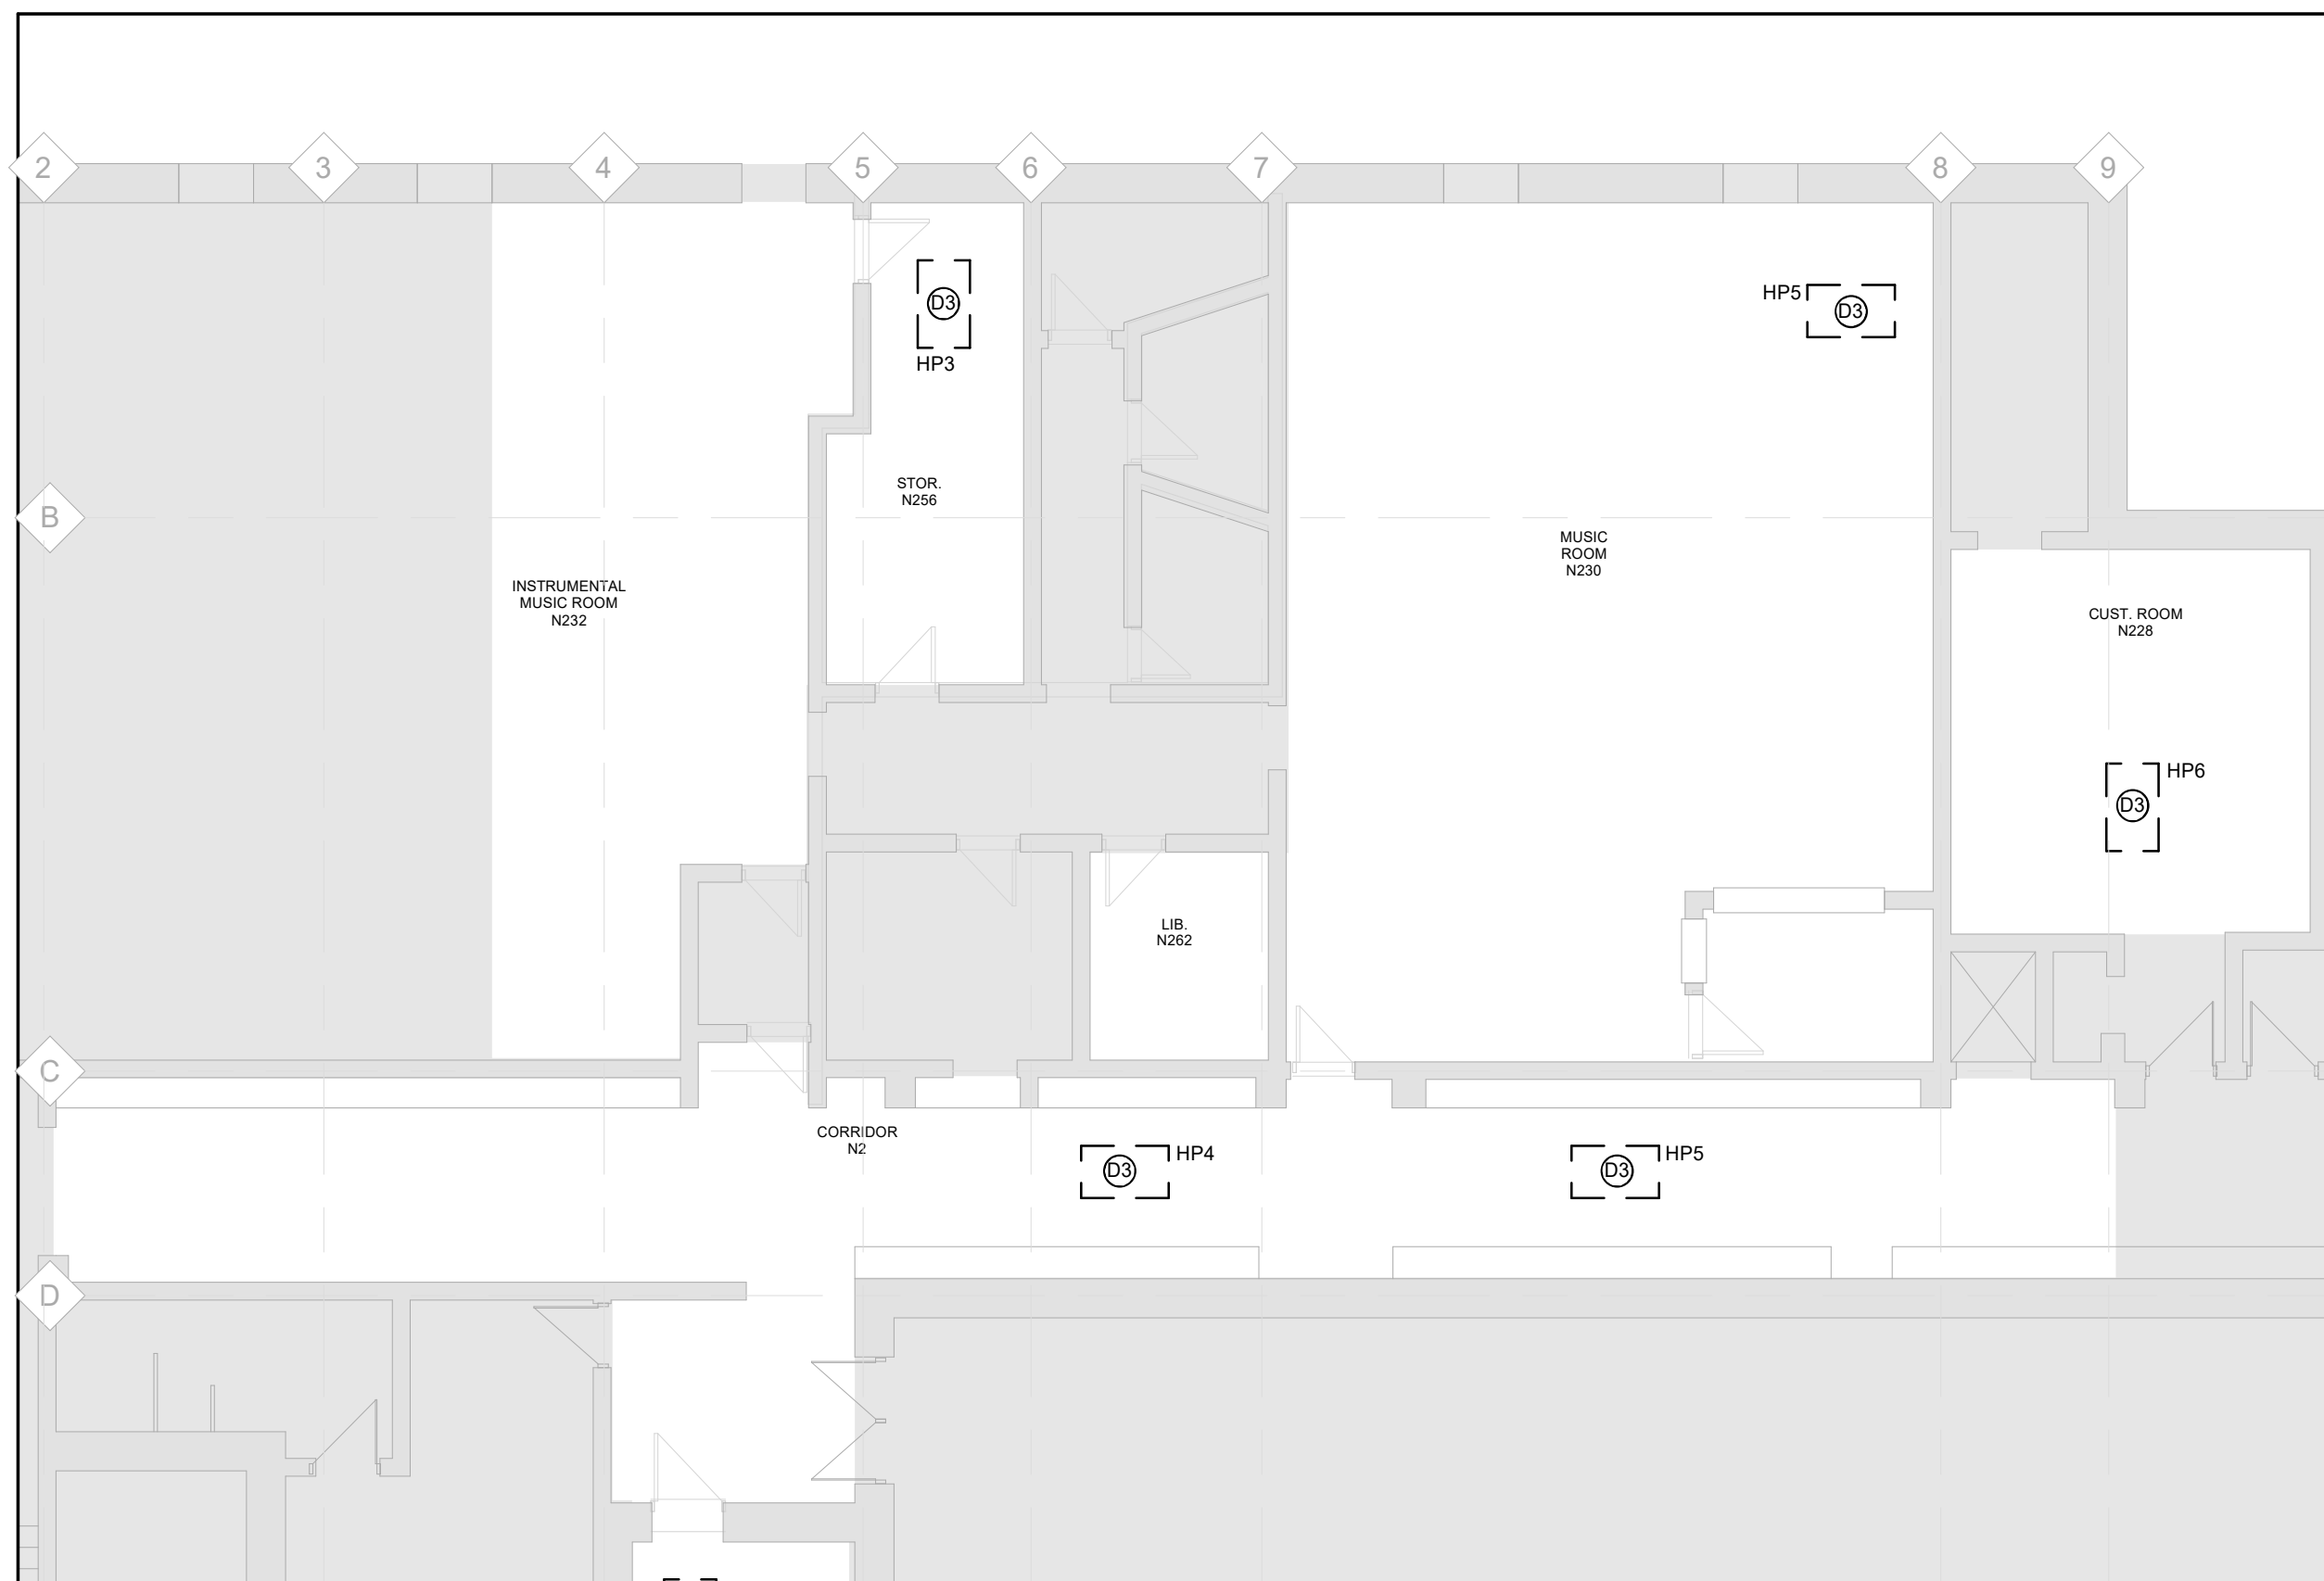 2
3
4
5
6
7
8
9
D3
HP3
HP5
D3
STOR.
N256
B
MUSIC
ROOM
N230
INSTRUMENTAL
MUSIC ROOM
N232
CUST. ROOM
N228
HP6
D3
LIB.
N262
C
CORRIDOR
N2
D3
HP4
D3
HP5
D